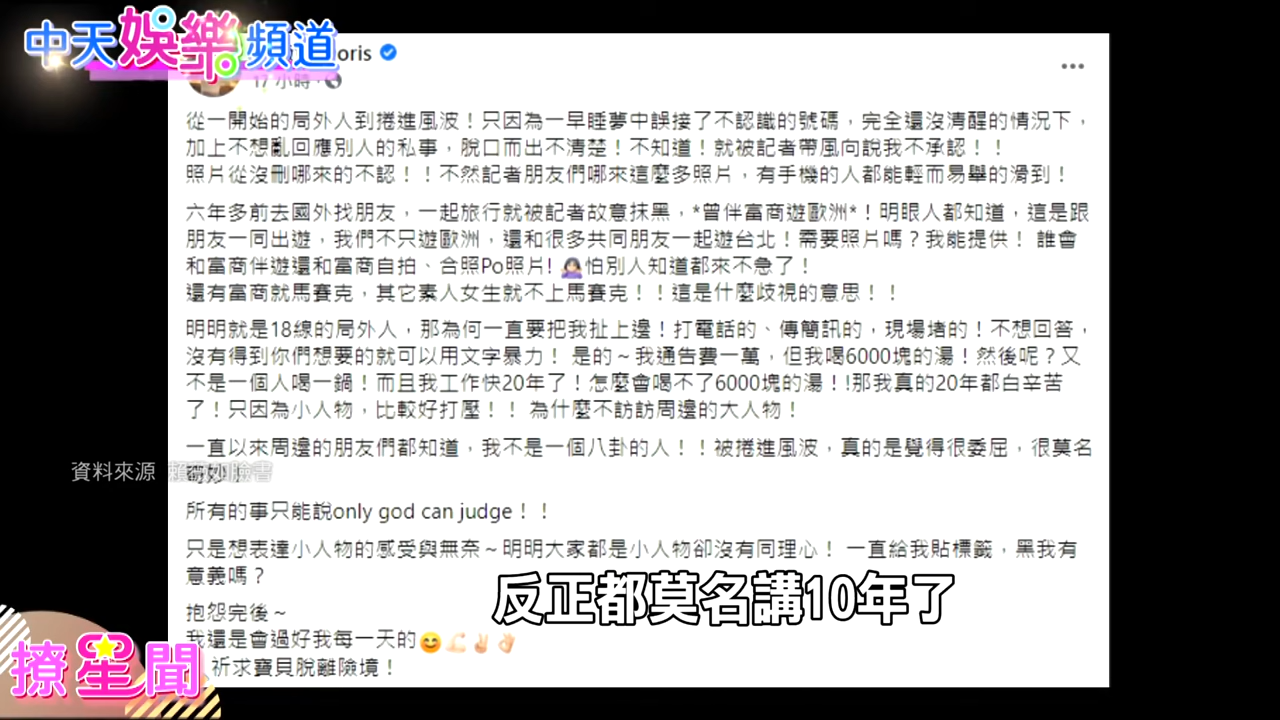 中天娛樂頻道
oris
17 小時
從一開始的局外人到捲進風波！只因為一早睡夢中誤接了不認識的號碼，完全還沒清醒的情況下，
加上不想亂回應別人的私事，脫口而出不清楚！不知道！就被記者帶風向說我不承認！！
照片從沒刪哪來的不認！！不然記者朋友們哪來這麼多照片，有手機的人都能輕而易舉的滑到！
六年多前去國外找朋友，一起旅行就被記者故意抹黑，*曾伴富商遊歐洲*！明眼人都知道，這是跟
朋友一同出遊，我們不只遊歐洲，還和很多共同朋友一起遊台北！需要照片嗎？我能提供！ 誰會
和富商伴遊還和富商自拍、合照Po照片! 🤷‍♀️怕別人知道都來不急了！
還有富商就馬賽克，其它素人女生就不上馬賽克！！這是什麼歧視的意思！！
明明就是18線的局外人，那為何一直要把我扯上邊！打電話的、傳簡訊的，現場堵的！不想回答，
沒有得到你們想要的就可以用文字暴力！ 是的～我通告費一萬，但我喝6000塊的湯！然後呢？又
不是一個人喝一鍋！而且我工作快20年了！怎麼會喝不了6000塊的湯！!那我真的20年都白辛苦
了！只因為小人物，比較好打壓！！ 為什麼不訪訪周邊的大人物！
一直以來周邊的朋友們都知道，我不是一個八卦的人！！被捲進風波，真的是覺得很委屈，很莫名
奇妙！
資料來源
所有的事只能說only god can judge！！
只是想表達小人物的感受與無奈～明明大家都是小人物卻沒有同理心！ 一直給我貼標籤，黑我有
意義嗎？
反正都莫名講10年了
抱怨完後～
我還是會過好我每一天的😊💪🏻✌🏻👌🏻
祈求寶貝脫離險境！
撩星聞